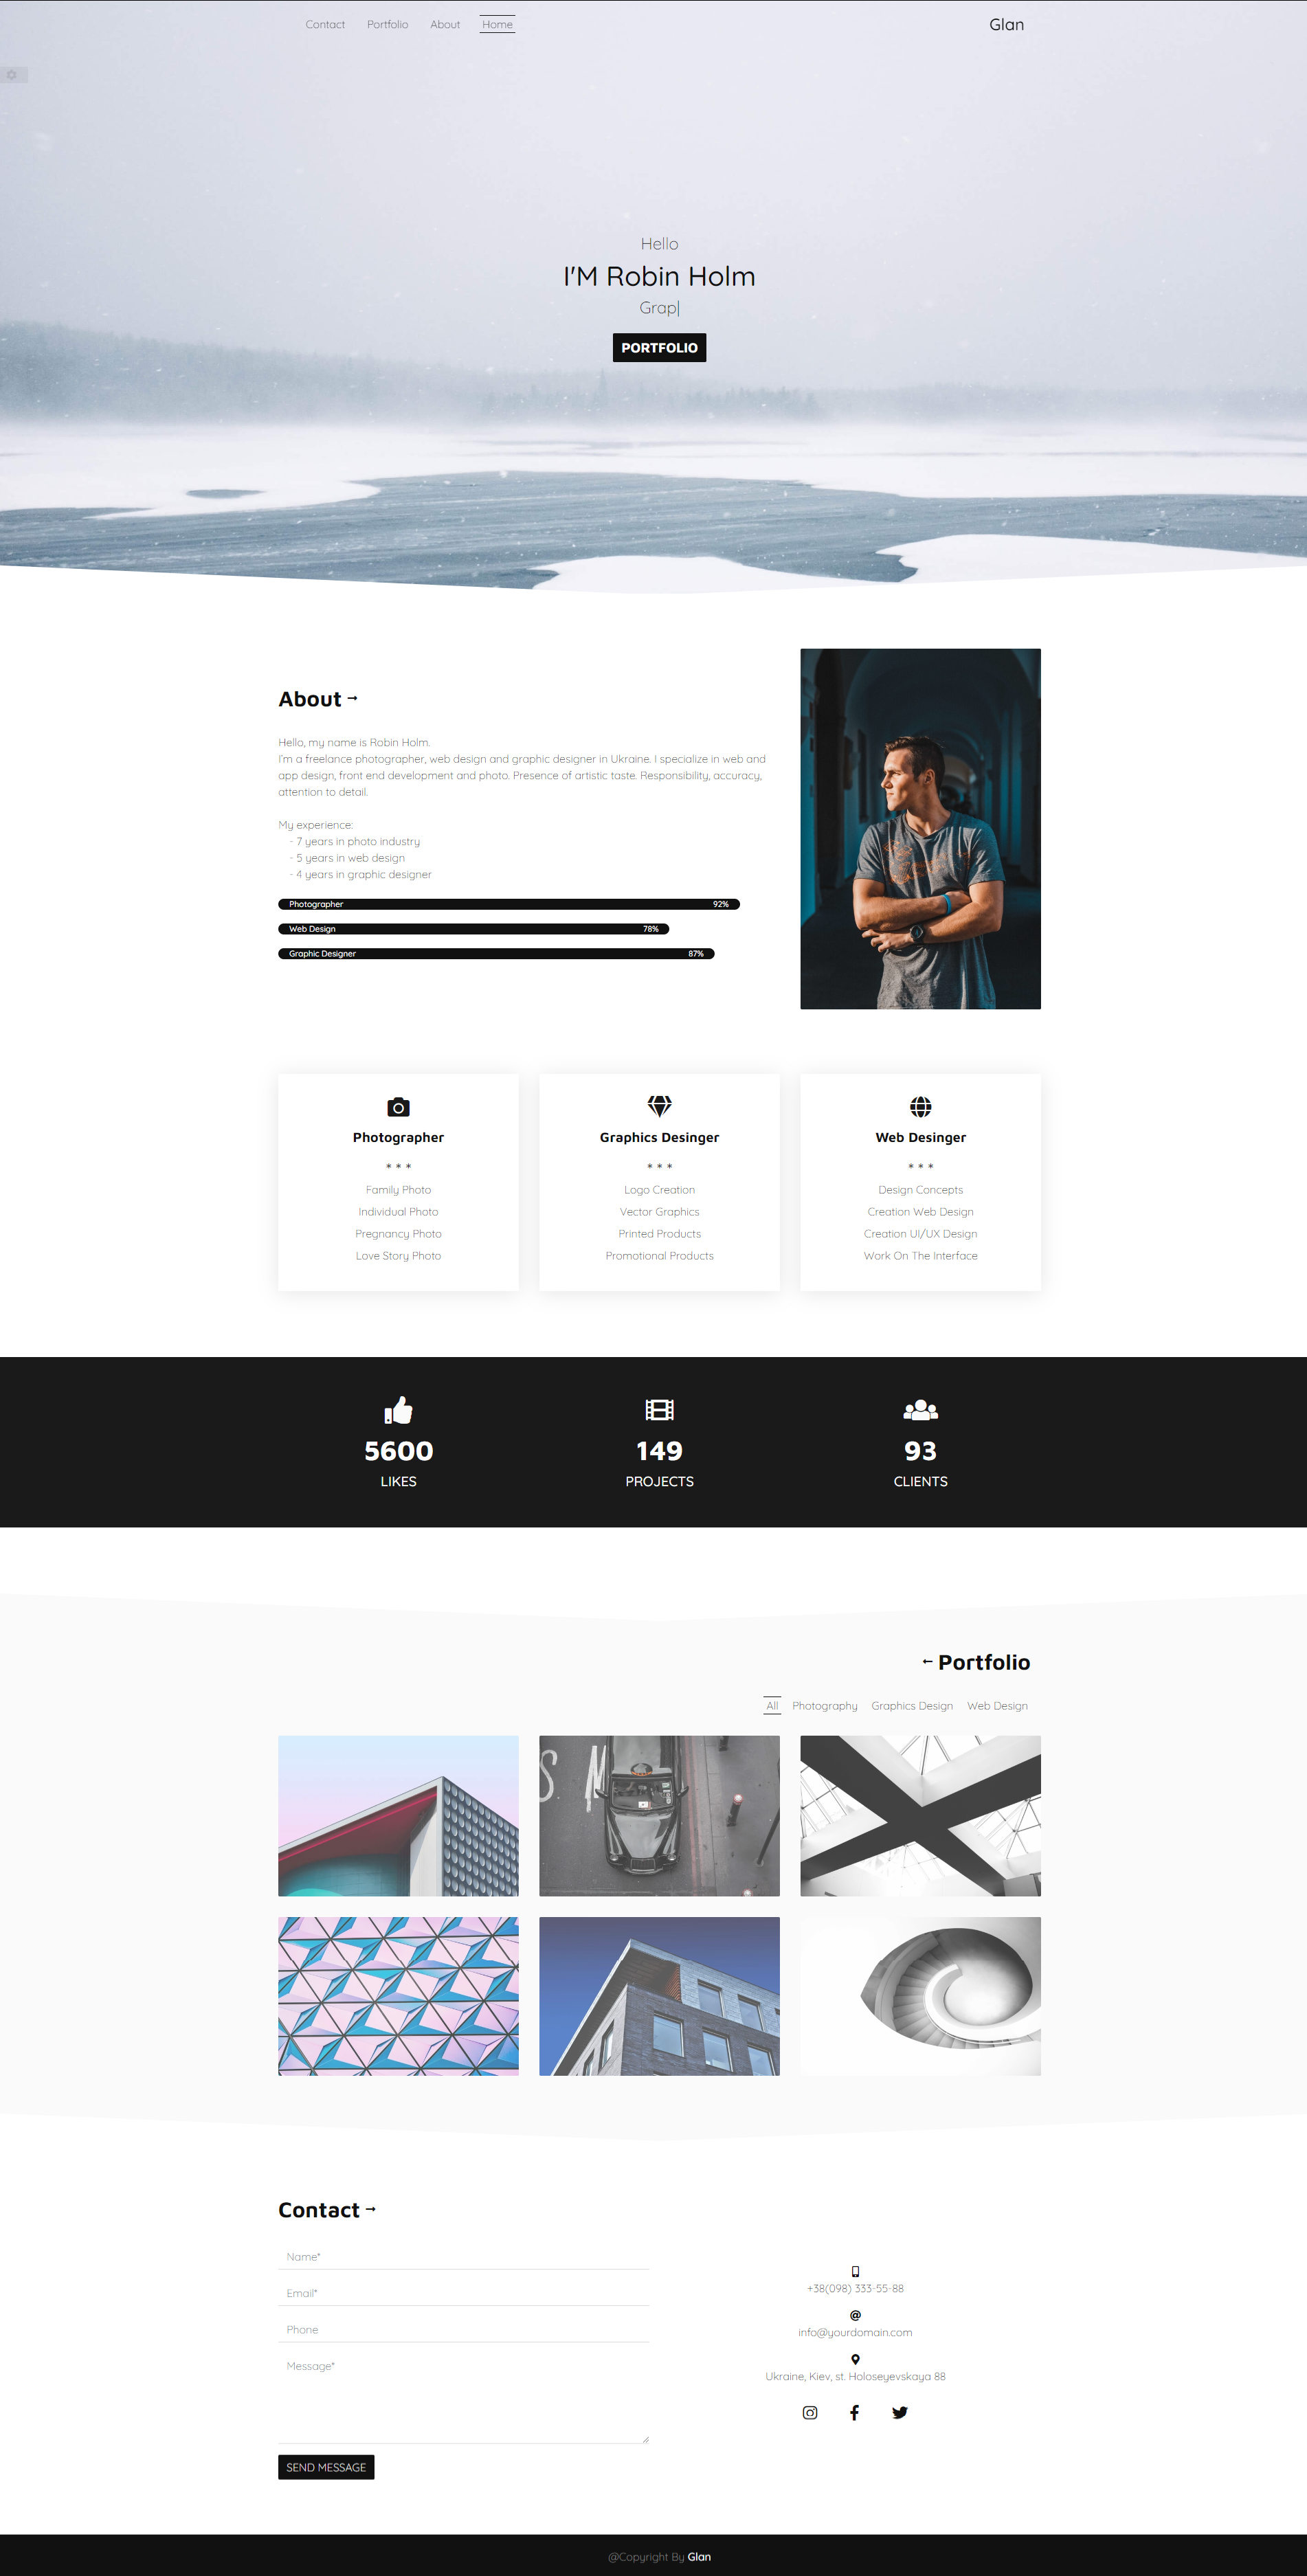 Contact Portfolio About Home Glan
Hello
I'M Robin Holm
Grap
PORTFOLIO
About →
Hello, my name is Robin Holm.
I'm a freelance photographer, web design and graphic designer in Ukraine. I specialize in web and
app design, front end development and photo. Presence of artistic taste. Responsibility, accuracy,
attention to detail.
My experience:
- 7 years in photo industry
- 5 years in web design
- 4 years in graphic designer
Photographer 92%
Web Design 78%
Graphic Designer 87%
Photographer
* * *
Family Photo
Individual Photo
Pregnancy Photo
Love Story Photo
Graphics Desinger
* * *
Logo Creation
Vector Graphics
Printed Products
Promotional Products
Web Desinger
* * *
Design Concepts
Creation Web Design
Creation UI/UX Design
Work On The Interface
5600
LIKES
149
PROJECTS
93
CLIENTS
← Portfolio
All Photography Graphics Design Web Design
Contact →
Name*
Email*
Phone
Message*
SEND MESSAGE
+38(098) 333-55-88
info@yourdomain.com
Ukraine, Kiev, st. Holoseyevskaya 88
@Copyright By Glan